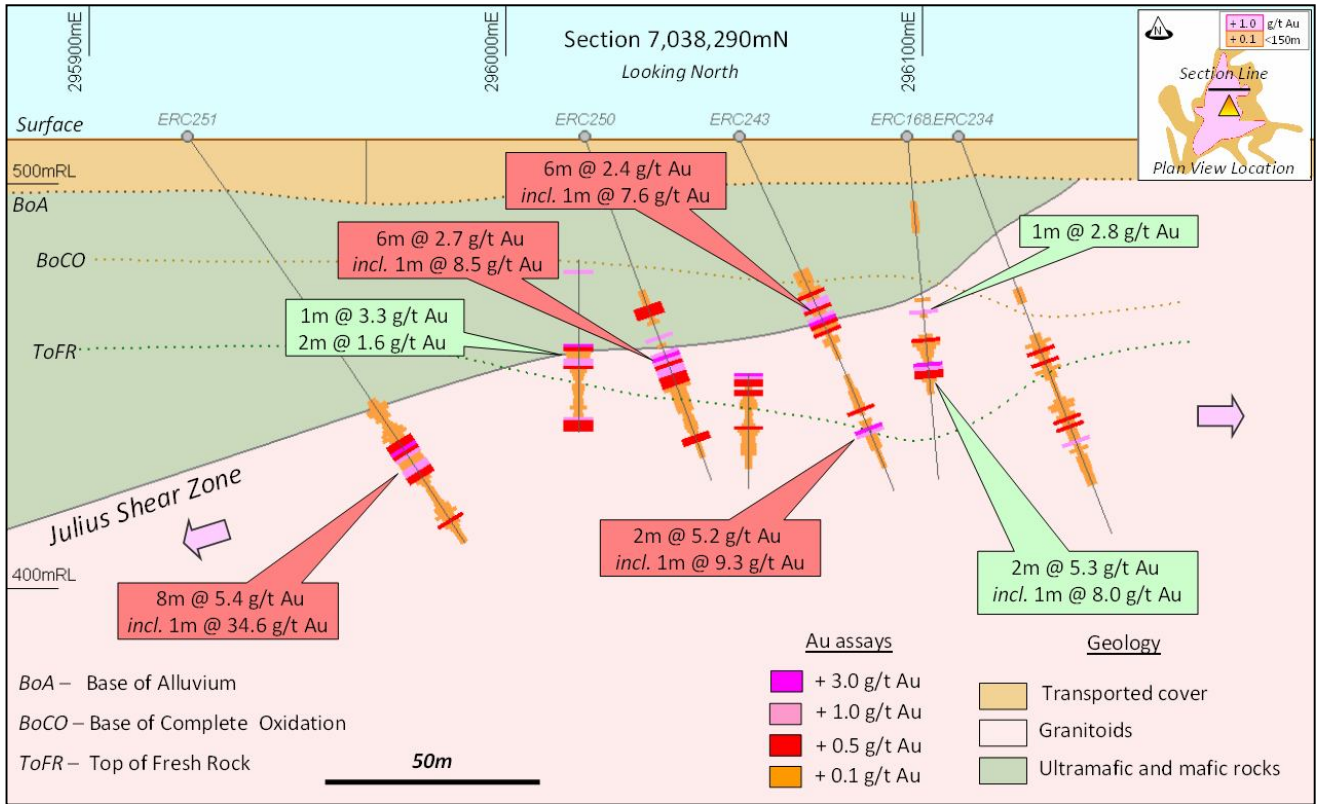 295900mE
296000mE
296100mE
Section 7,038,290mN
Looking North
+ 1.0 g/t Au
+ 0.1 <150m
N
Section Line
Plan View Location
Surface
ERC251
ERC250
ERC243
ERC168
ERC234
500mRL
BoA
BoCO
ToFR
6m @ 2.4 g/t Au
incl. 1m @ 7.6 g/t Au
6m @ 2.7 g/t Au
incl. 1m @ 8.5 g/t Au
1m @ 2.8 g/t Au
1m @ 3.3 g/t Au
2m @ 1.6 g/t Au
Julius Shear Zone
400mRL
8m @ 5.4 g/t Au
incl. 1m @ 34.6 g/t Au
2m @ 5.2 g/t Au
incl. 1m @ 9.3 g/t Au
2m @ 5.3 g/t Au
incl. 1m @ 8.0 g/t Au
BoA – Base of Alluvium
BoCO – Base of Complete Oxidation
ToFR – Top of Fresh Rock
50m
Au assays
+ 3.0 g/t Au
+ 1.0 g/t Au
+ 0.5 g/t Au
+ 0.1 g/t Au
Geology
Transported cover
Granitoids
Ultramafic and mafic rocks